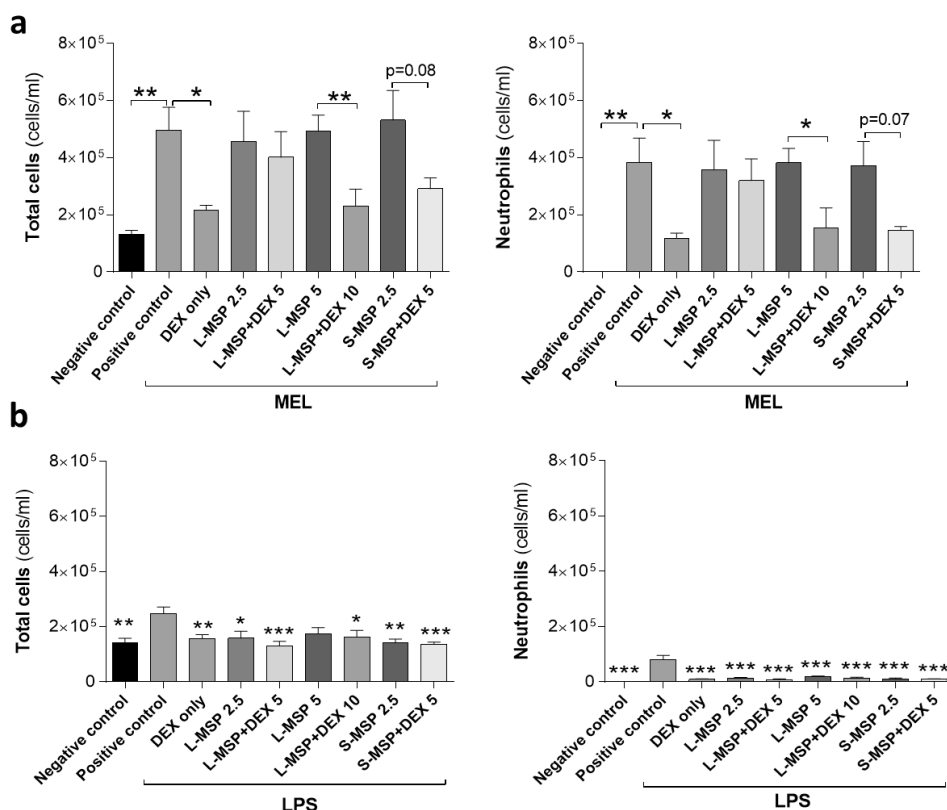 a
Total cells (cells/ml)
8×10⁵
6×10⁵
4×10⁵
2×10⁵
0
** * ** p=0.08
Negative control
Positive control
DEX only
L-MSP 2.5
L-MSP+DEX 5
L-MSP 5
L-MSP+DEX 10
S-MSP 2.5
S-MSP+DEX 5
MEL
Neutrophils (cells/ml)
8×10⁵
6×10⁵
4×10⁵
2×10⁵
0
** * * p=0.07
Negative control
Positive control
DEX only
L-MSP 2.5
L-MSP+DEX 5
L-MSP 5
L-MSP+DEX 10
S-MSP 2.5
S-MSP+DEX 5
MEL
b
Total cells (cells/ml)
8×10⁵
6×10⁵
4×10⁵
2×10⁵
0
** ** * *** * ** ***
Negative control
Positive control
DEX only
L-MSP 2.5
L-MSP+DEX 5
L-MSP 5
L-MSP+DEX 10
S-MSP 2.5
S-MSP+DEX 5
LPS
Neutrophils (cells/ml)
8×10⁵
6×10⁵
4×10⁵
2×10⁵
0
*** *** *** *** *** *** *** ***
Negative control
Positive control
DEX only
L-MSP 2.5
L-MSP+DEX 5
L-MSP 5
L-MSP+DEX 10
S-MSP 2.5
S-MSP+DEX 5
LPS